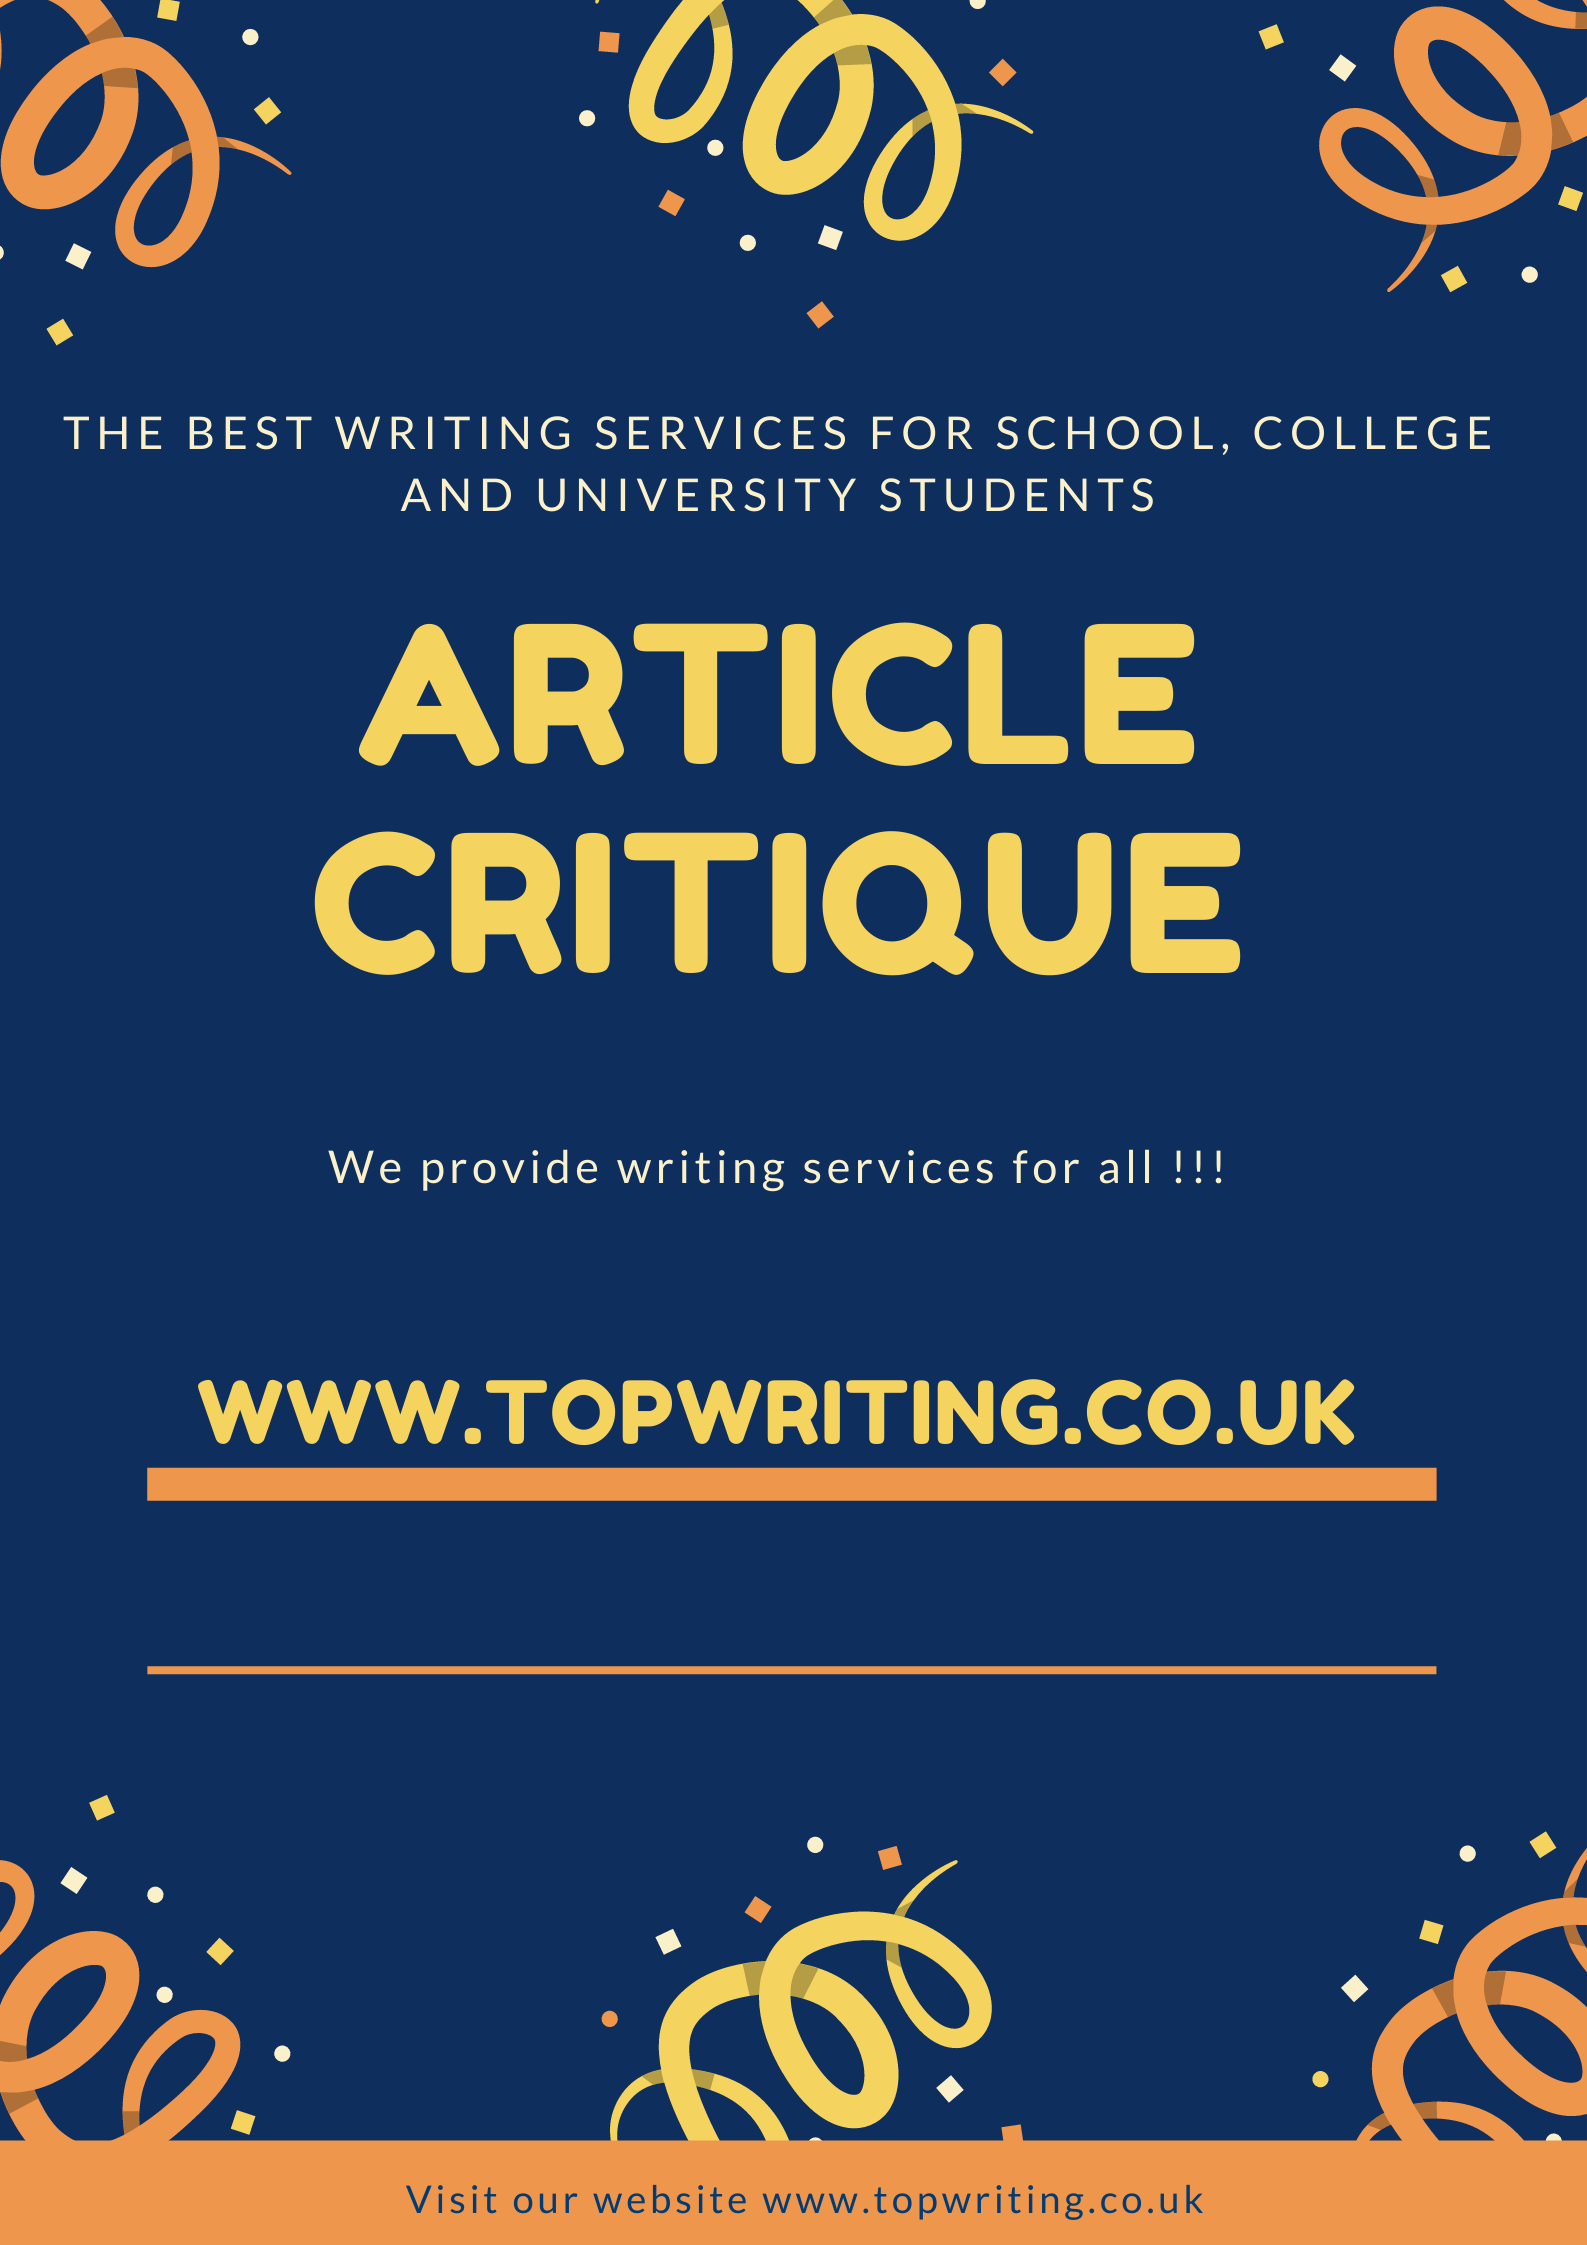 THE BEST WRITING SERVICES FOR SCHOOL, COLLEGE
AND UNIVERSITY STUDENTS
ARTICLE
CRITIQUE
We provide writing services for all !!!
WWW.TOPWRITING.CO.UK
Visit our website www.topwriting.co.uk